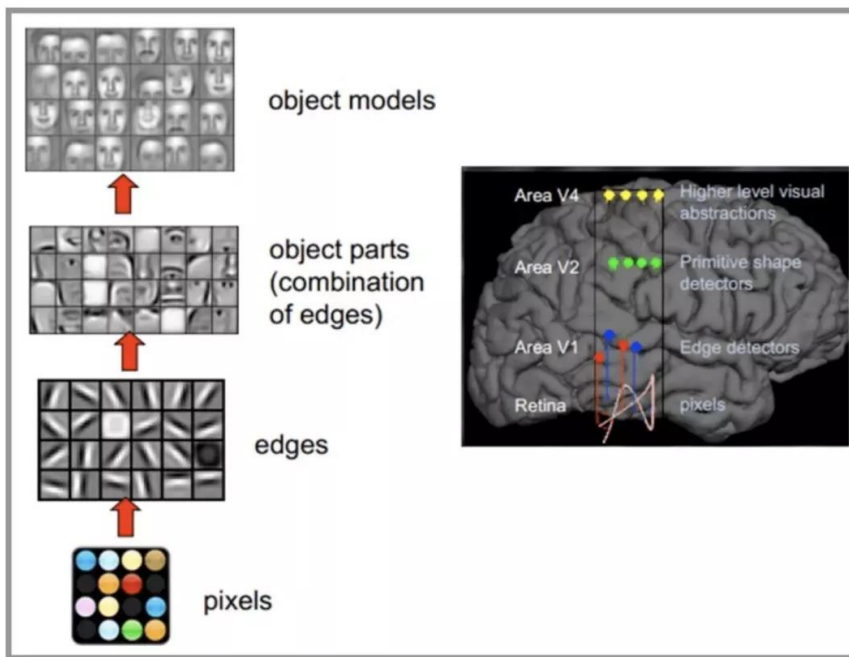 object models
object parts
(combination
of edges)
edges
pixels
Area V4
Higher level visual
abstractions
Area V2
Primitive shape
detectors
Area V1
Edge detectors
Retina
pixels